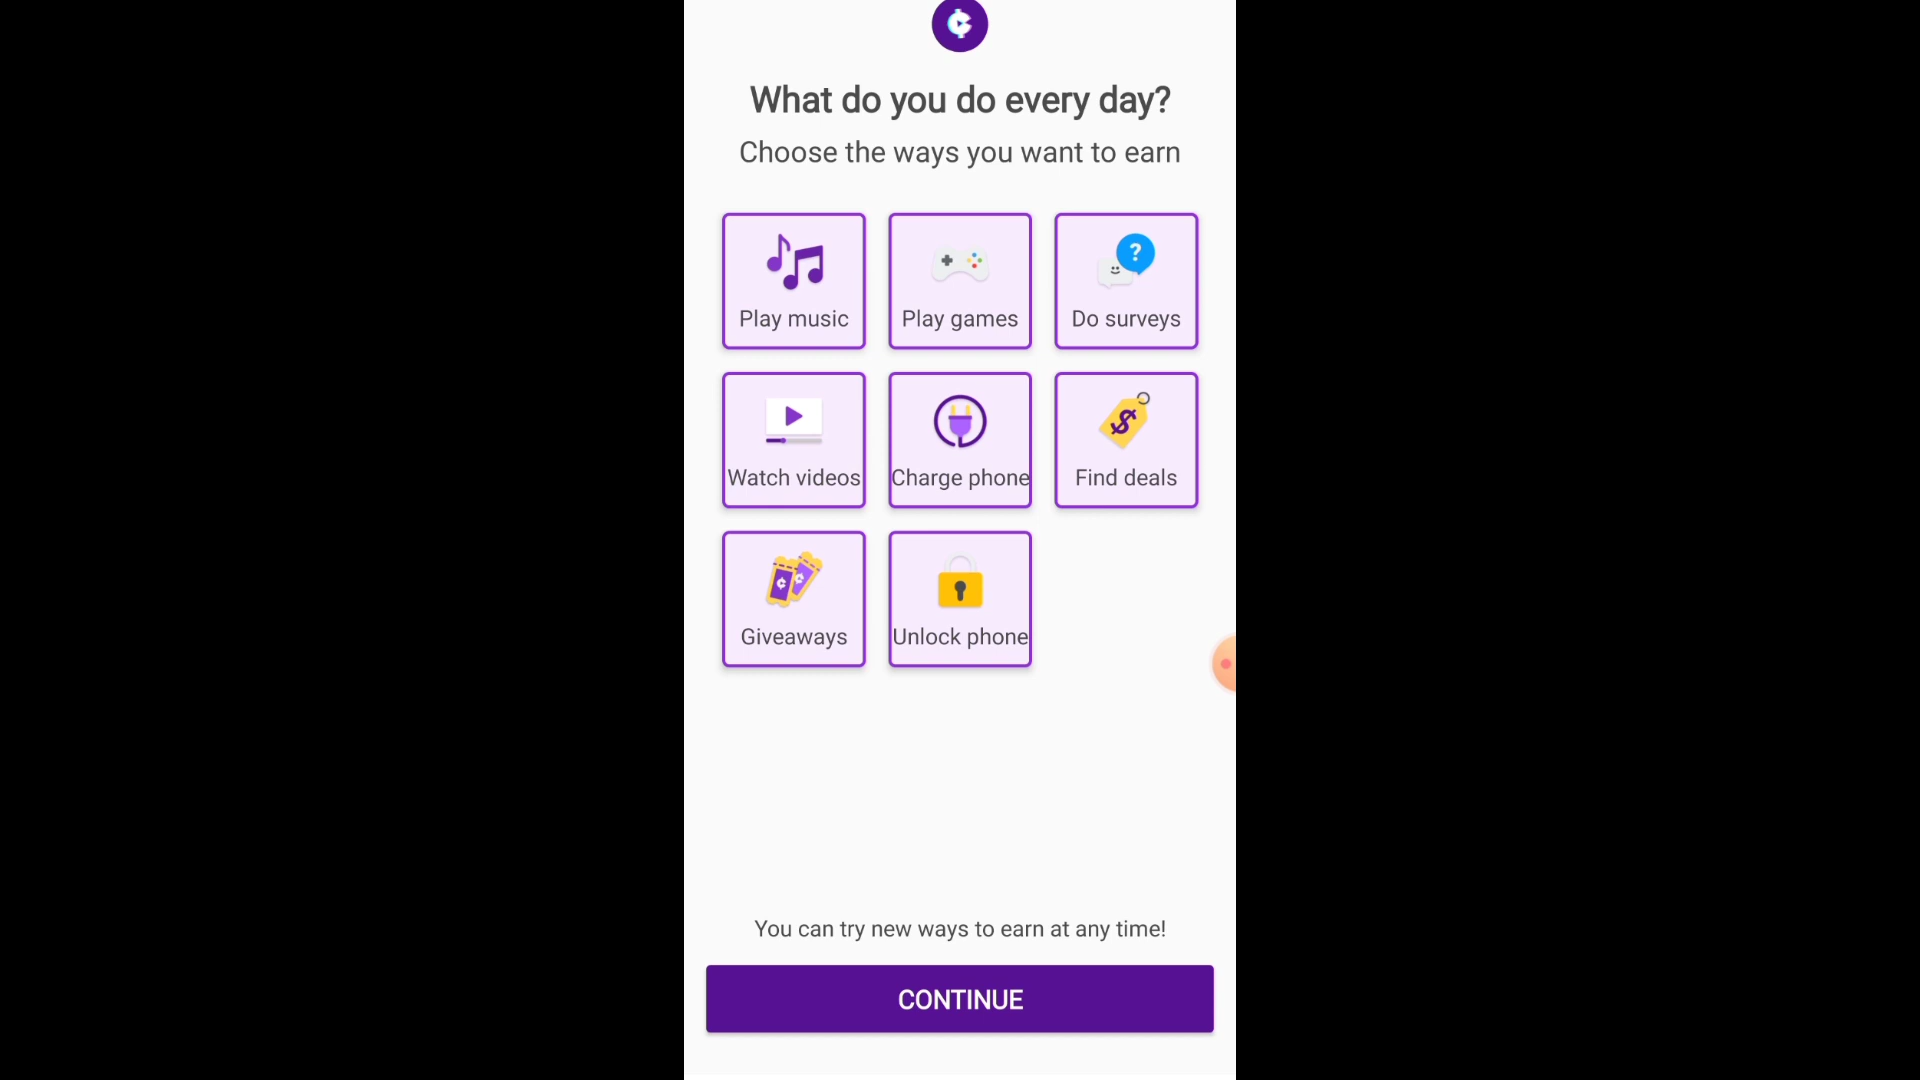 What do you do every day?
Choose the ways you want to earn
Play music
Play games
Do surveys
Watch videos
Charge phone
Find deals
Giveaways
Unlock phone
You can try new ways to earn at any time!
CONTINUE